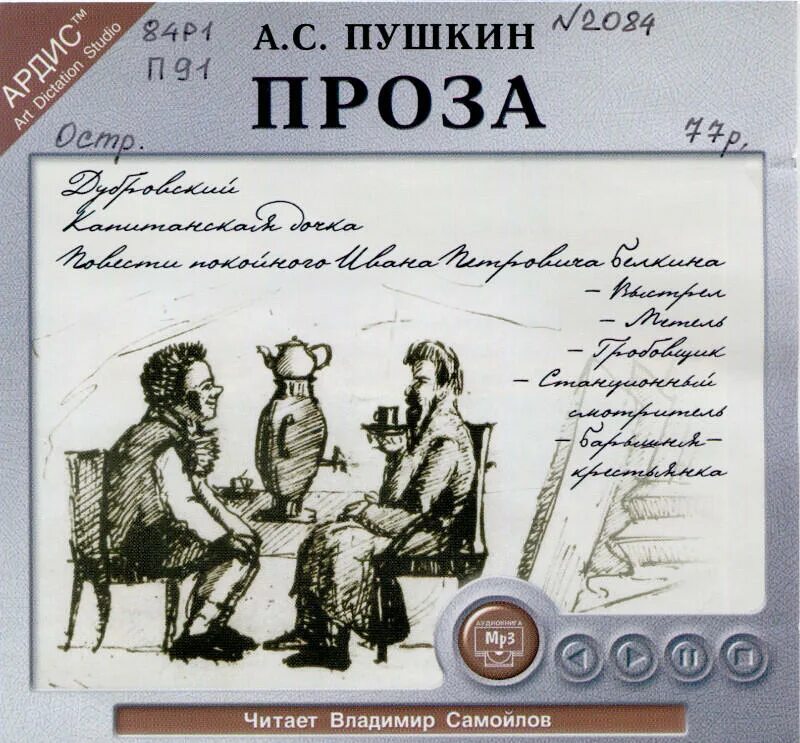 АРДИС™
Art Dictation Studio
84Р1
П91
А.С. ПУШКИН
№2084
ПРОЗА
Остр.
77р.
Дубровский
Капитанская дочка
Повести покойного Ивана Петровича Белкина
– Выстрел
– Мтель
– Гробовщик
– Станционный
смотритель
– Барышня–
крестьянка
АУДИОКНИГА
Mp3
Читает Владимир Самойлов